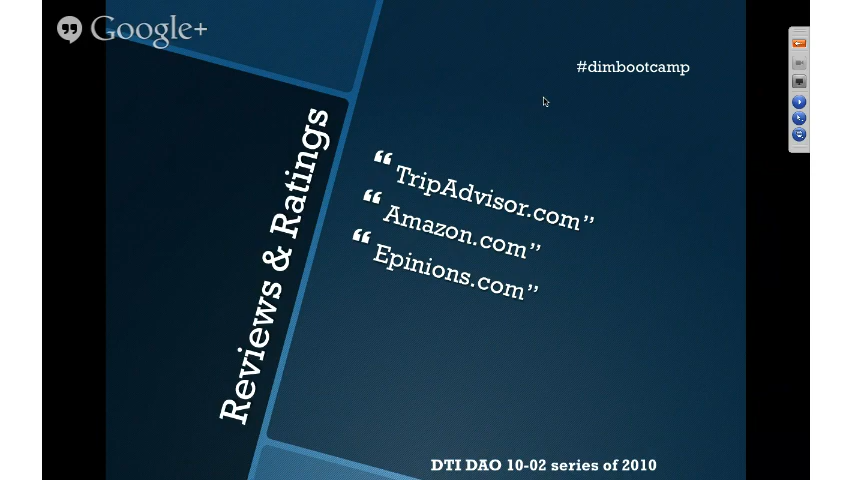 Google+
#dimbootcamp
Reviews & Ratings
“ TripAdvisor.com”
“ Amazon.com”
“ Epinions.com”
DTI DAO 10-02 series of 2010